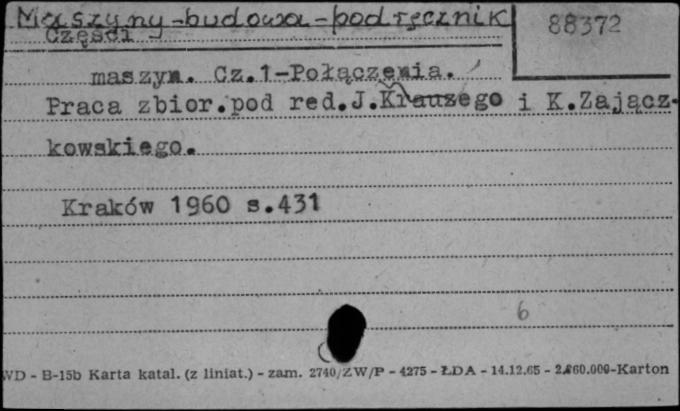 Maszyny-budowa-podręcznik
88372
Części
maszyn. Cz.1-Połączenia.
Praca zbior.pod red.J.Krauzego i K.Zającz-
kowskiego.
Kraków 1960 s.431
6
WD - B-15b Karta katal. (z liniat.) - zam. 2740/ZW/P - 4275 - ŁDA - 14.12.65 - 2.860.000-Karton